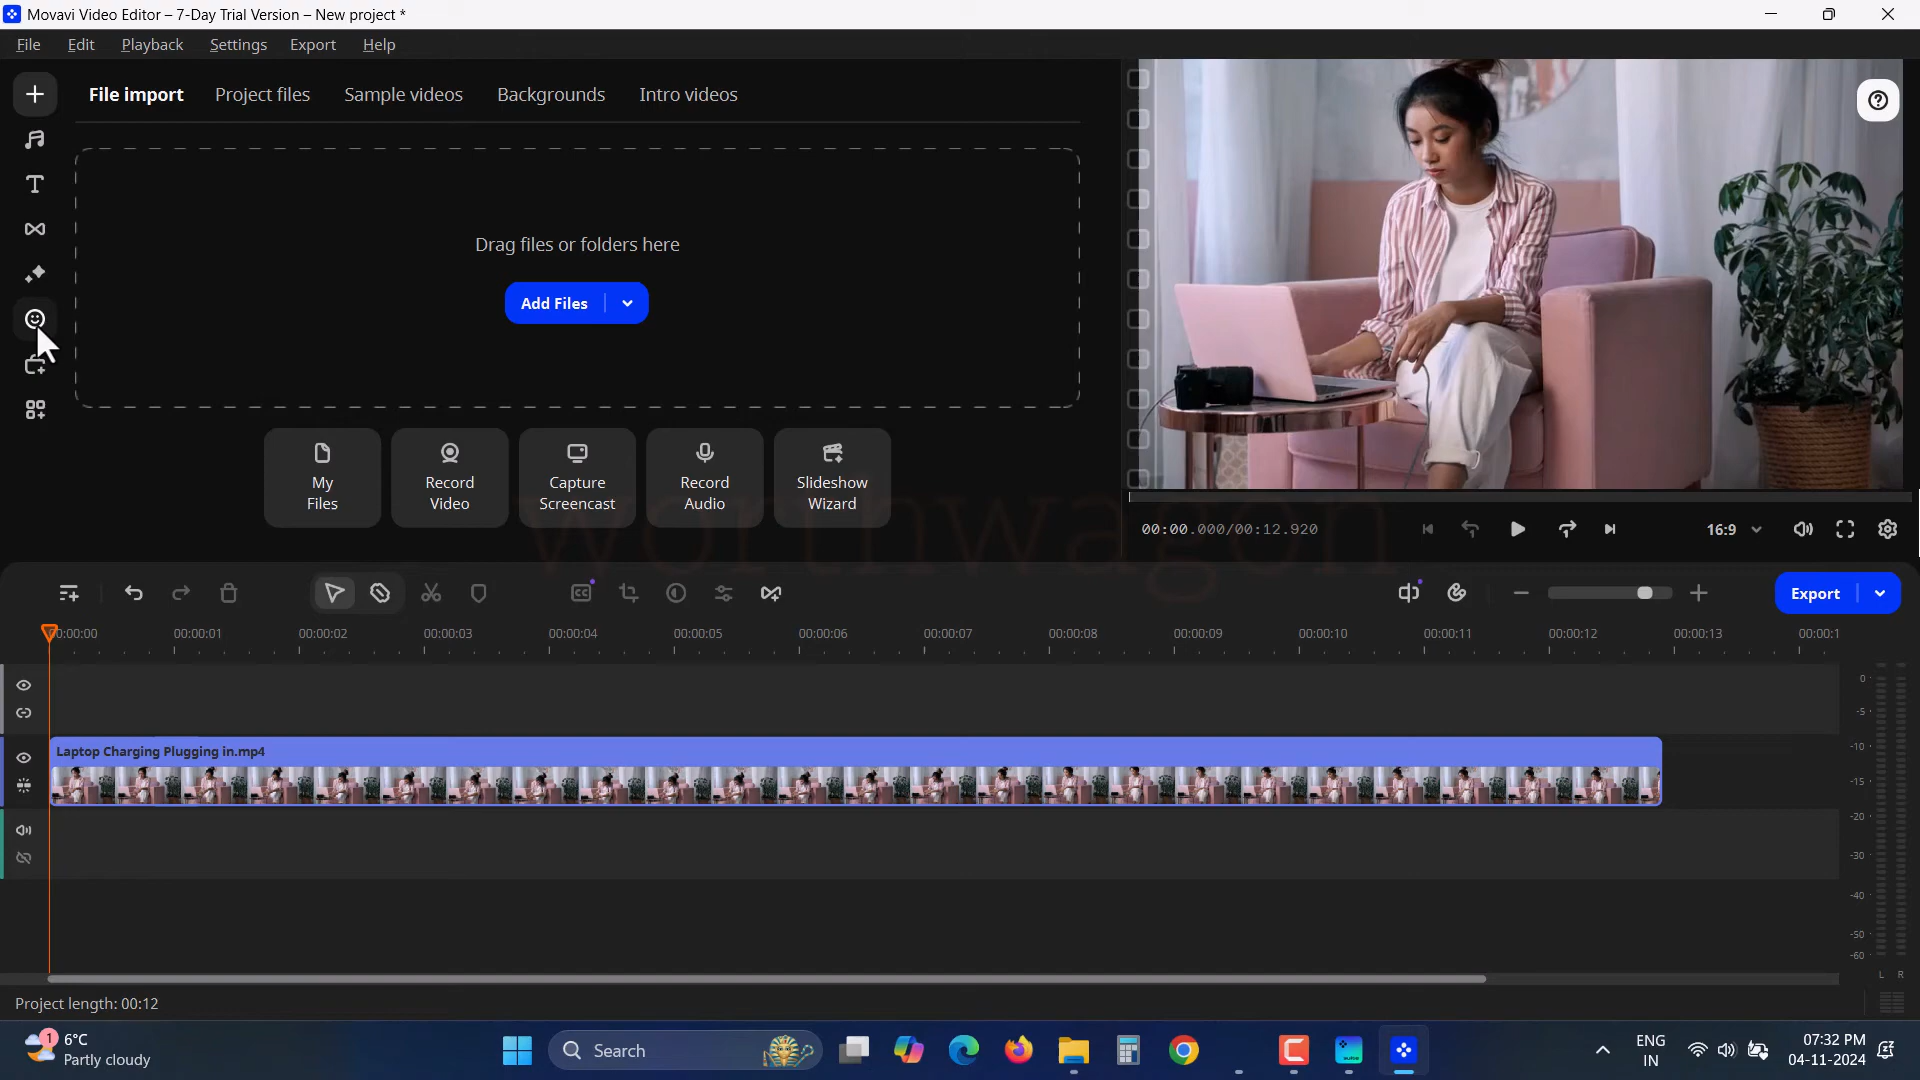 Movavi Video Editor – 7-Day Trial Version – New project *
File Edit Playback Settings Export Help
File import Project files Sample videos Backgrounds Intro videos
Drag files or folders here
Add Files
My
Files
Record
Video
Capture
Screencast
Record
Audio
Slideshow
Wizard
worthwagon
00:00.000/00:12.920
16:9
CC
Export
0:00:00 00:00:01 00:00:02 00:00:03 00:00:04 00:00:05 00:00:06 00:00:07 00:00:08 00:00:09 00:00:10 00:00:11 00:00:12 00:00:13 00:00:1
Laptop Charging Plugging in.mp4
0
-5
-10
-15
-20
-30
-40
-50
-60
L R
Project length: 00:12
1
6°C
Partly cloudy
Search
ENG
IN
07:32 PM
04-11-2024